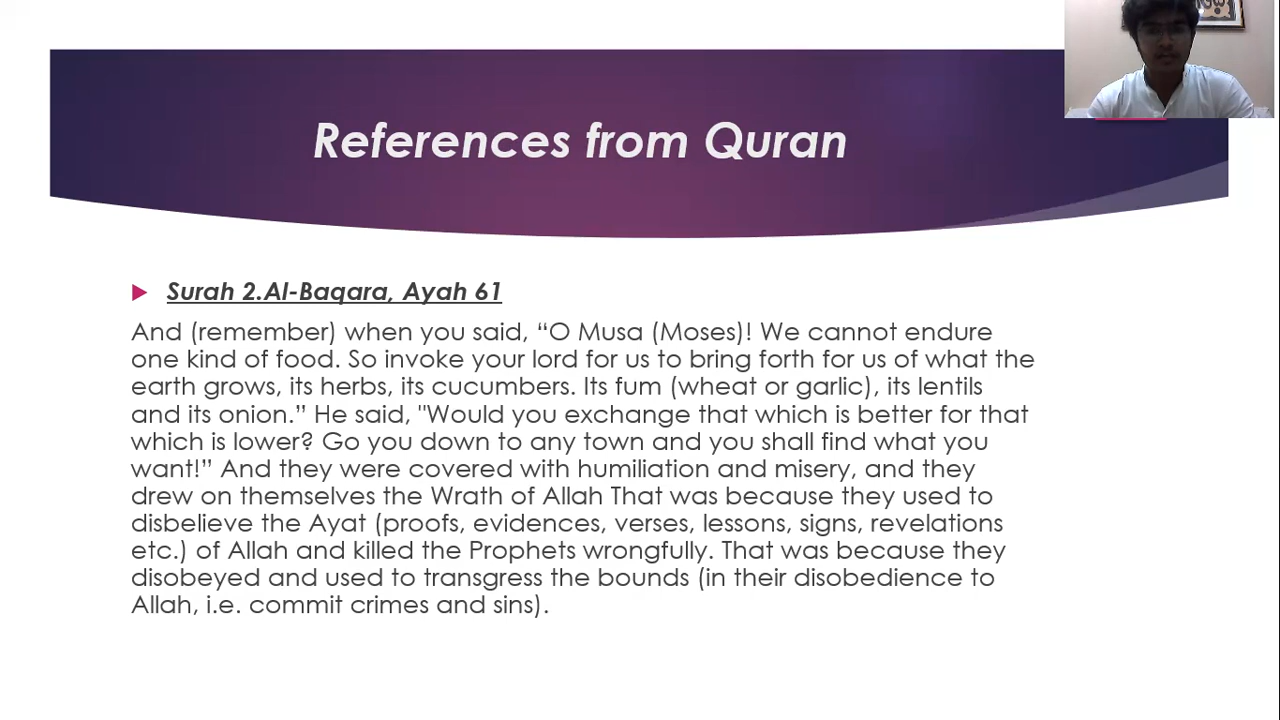 References from Quran
Surah 2.Al-Baqara, Ayah 61
And (remember) when you said, “O Musa (Moses)! We cannot endure
one kind of food. So invoke your lord for us to bring forth for us of what the
earth grows, its herbs, its cucumbers. Its fum (wheat or garlic), its lentils
and its onion.” He said, "Would you exchange that which is better for that
which is lower? Go you down to any town and you shall find what you
want!” And they were covered with humiliation and misery, and they
drew on themselves the Wrath of Allah That was because they used to
disbelieve the Ayat (proofs, evidences, verses, lessons, signs, revelations
etc.) of Allah and killed the Prophets wrongfully. That was because they
disobeyed and used to transgress the bounds (in their disobedience to
Allah, i.e. commit crimes and sins).